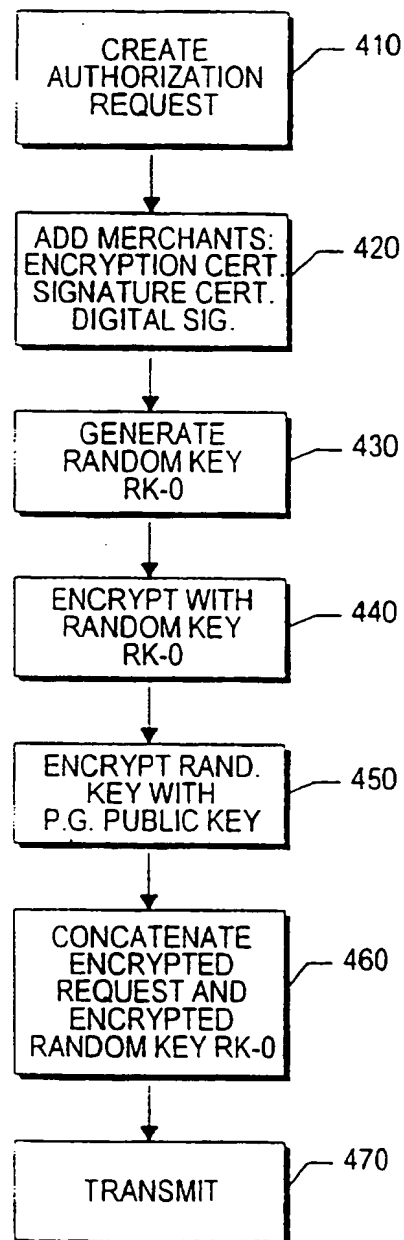 CREATE
AUTHORIZATION
REQUEST
410
ADD MERCHANTS:
ENCRYPTION CERT.
SIGNATURE CERT.
DIGITAL SIG.
420
GENERATE
RANDOM KEY
RK-0
430
ENCRYPT WITH
RANDOM KEY
RK-0
440
ENCRYPT RAND.
KEY WITH
P.G. PUBLIC KEY
450
CONCATENATE
ENCRYPTED
REQUEST AND
ENCRYPTED
RANDOM KEY RK-0
460
TRANSMIT
470